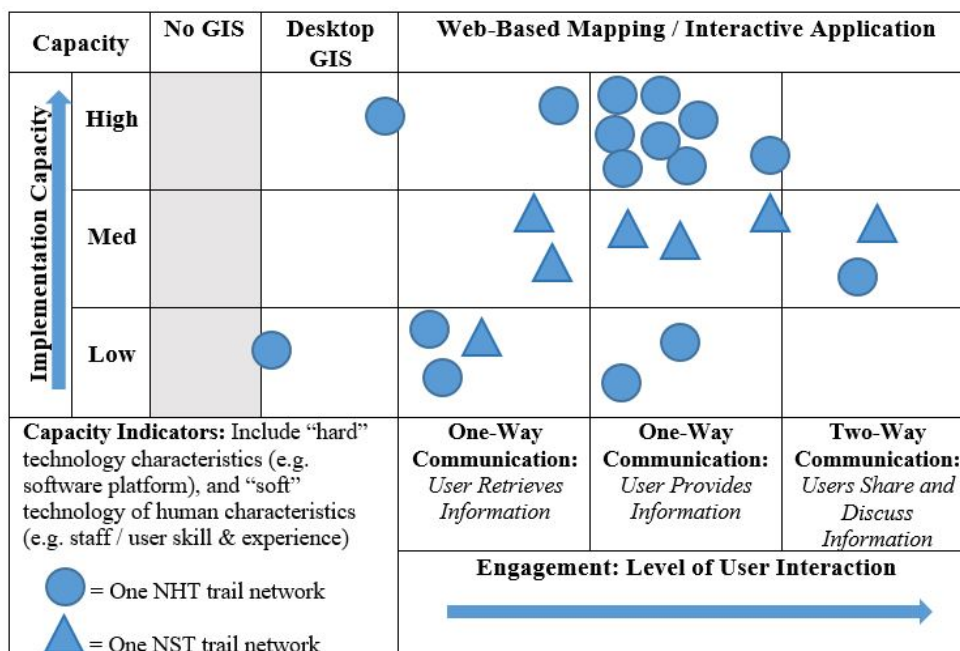 Capacity
No GIS
Desktop
GIS
Web-Based Mapping / Interactive Application
Implementation Capacity
High
Med
Low
Capacity Indicators: Include “hard”
technology characteristics (e.g.
software platform), and “soft”
technology of human characteristics
(e.g. staff / user skill & experience)
= One NHT trail network
= One NST trail network
One-Way
Communication:
User Retrieves
Information
One-Way
Communication:
User Provides
Information
Two-Way
Communication:
Users Share and
Discuss
Information
Engagement: Level of User Interaction